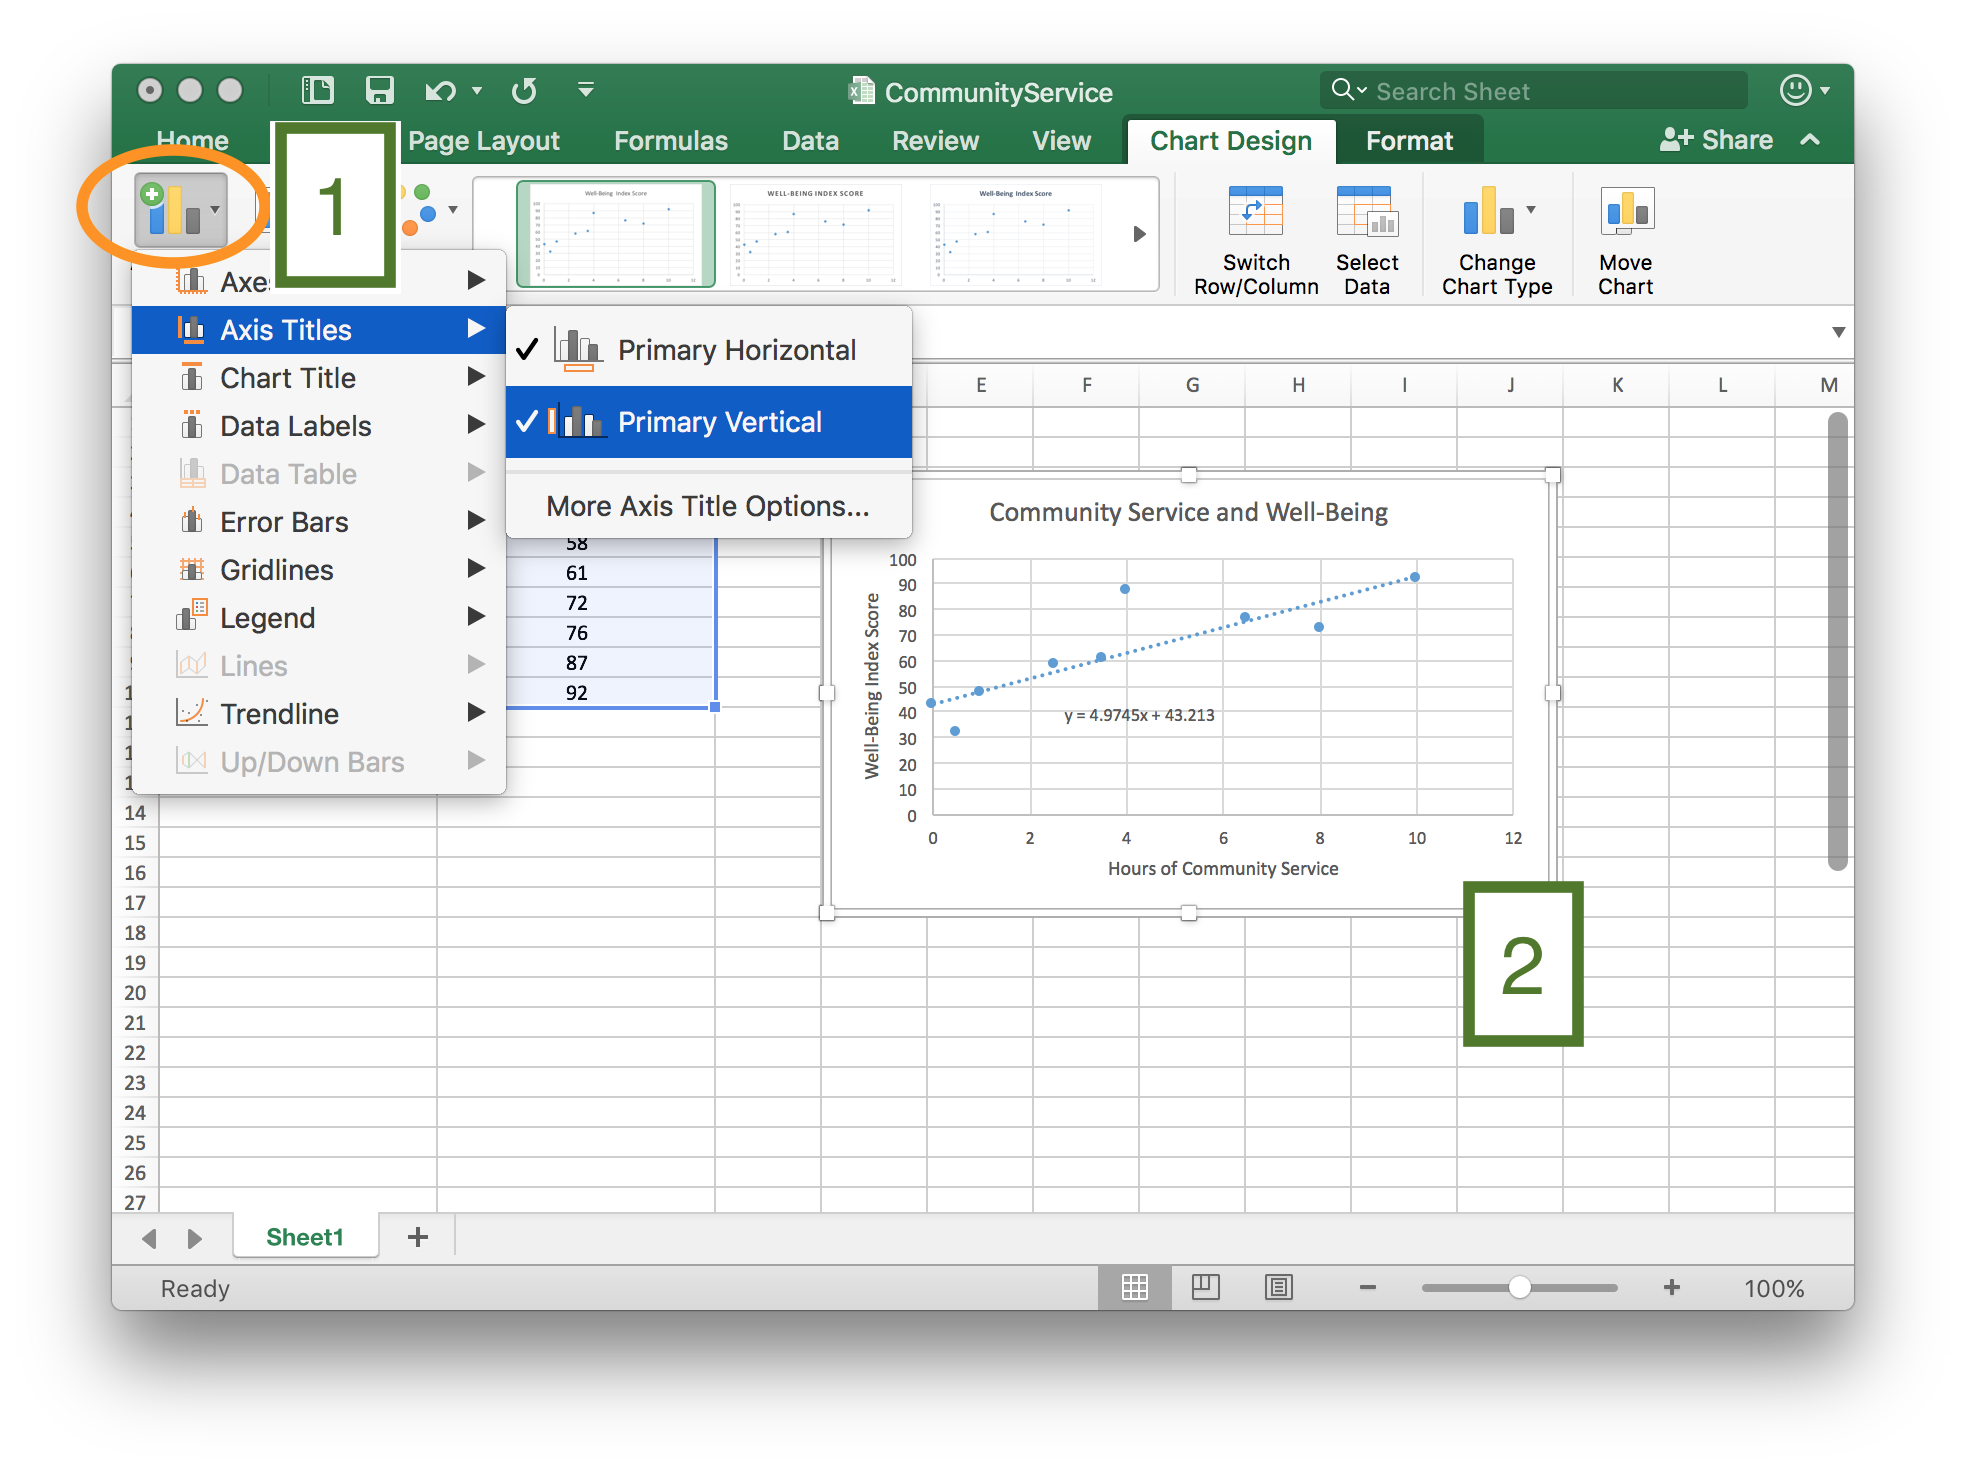 CommunityService
Search Sheet
Home
Page Layout
Formulas
Data
Review
View
Chart Design
Format
Share
1
Well-Being Index Score
WELL-BEING INDEX SCORE
Well-Being Index Score
Switch
Row/Column
Select
Data
Change
Chart Type
Move
Chart
Axes
Axis Titles
Chart Title
Data Labels
Data Table
Error Bars
Gridlines
Legend
Lines
Trendline
Up/Down Bars
Primary Horizontal
Primary Vertical
More Axis Title Options...
E F G H I J K L M
58
61
72
76
87
92
14
15
16
17
18
19
20
21
22
23
24
25
26
27
Community Service and Well-Being
Well-Being Index Score
100
90
80
70
60
50
40
30
20
10
0
y = 4.9745x + 43.213
0 2 4 6 8 10 12
Hours of Community Service
2
Sheet1
Ready
100%